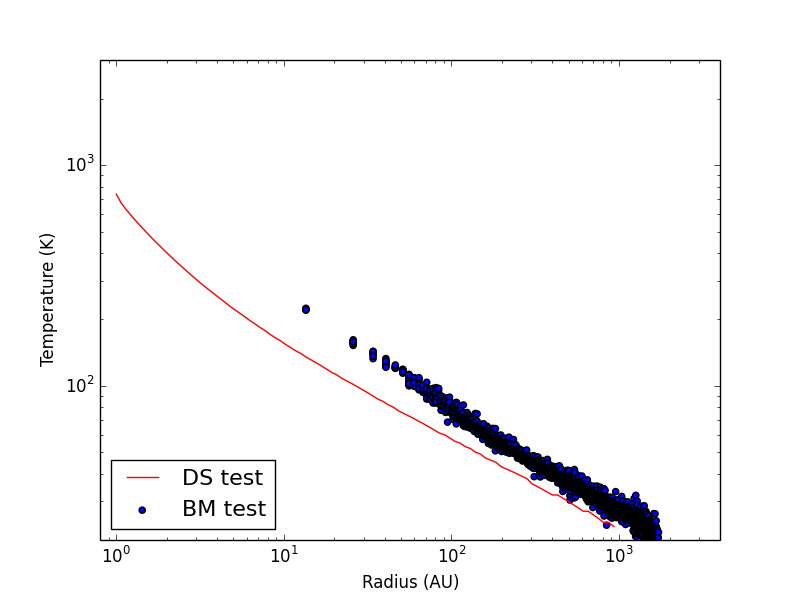 10³
Temperature (K)
10²
DS test
BM test
10⁰ 10¹ 10² 10³
Radius (AU)